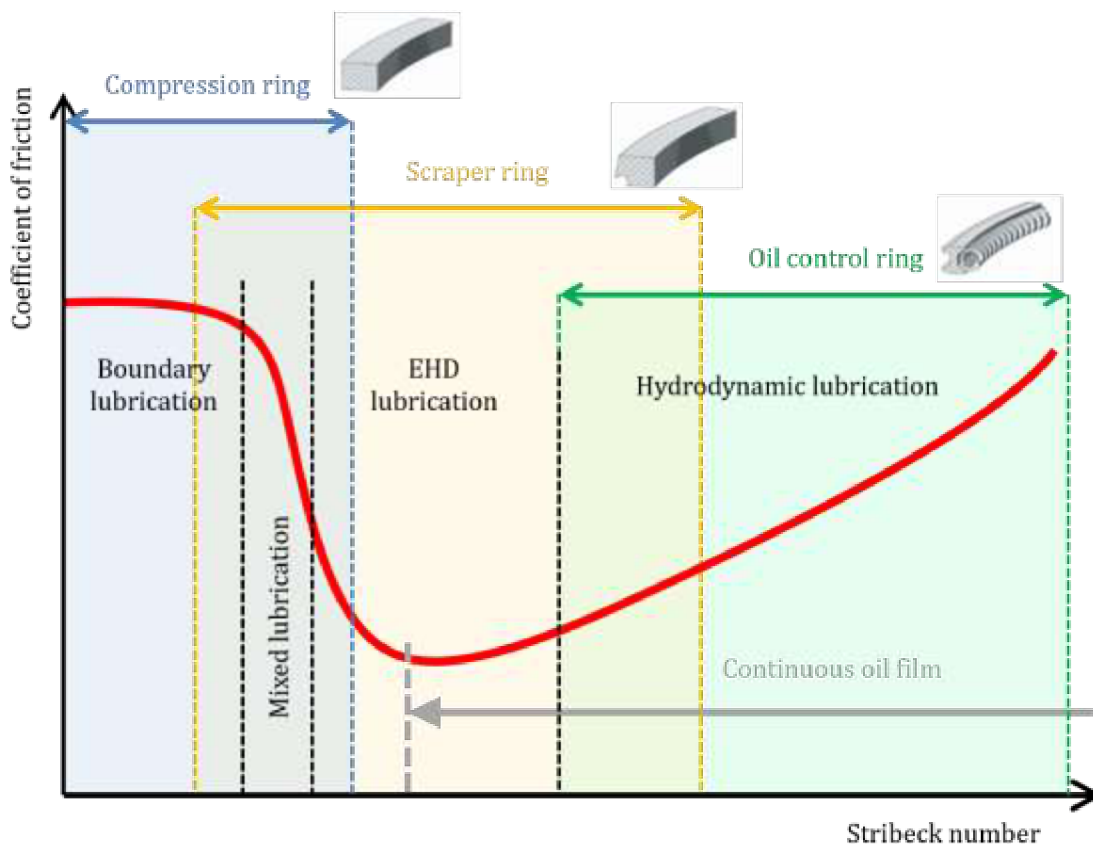 Compression ring
Coefficient of friction
Scraper ring
Oil control ring
Boundary
lubrication
EHD
lubrication
Hydrodynamic lubrication
Mixed lubrication
Continuous oil film
Stribeck number